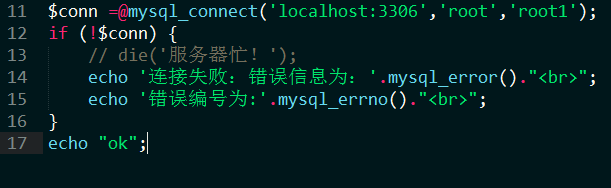 11 $conn =@mysql_connect('localhost:3306','root','root1');
12 if (!$conn) {
13     // die('服务器忙！');
14     echo '连接失败：错误信息为：'.mysql_error()."<br>";
15     echo '错误编号为:'.mysql_errno()."<br>";
16 }
17 echo "ok";